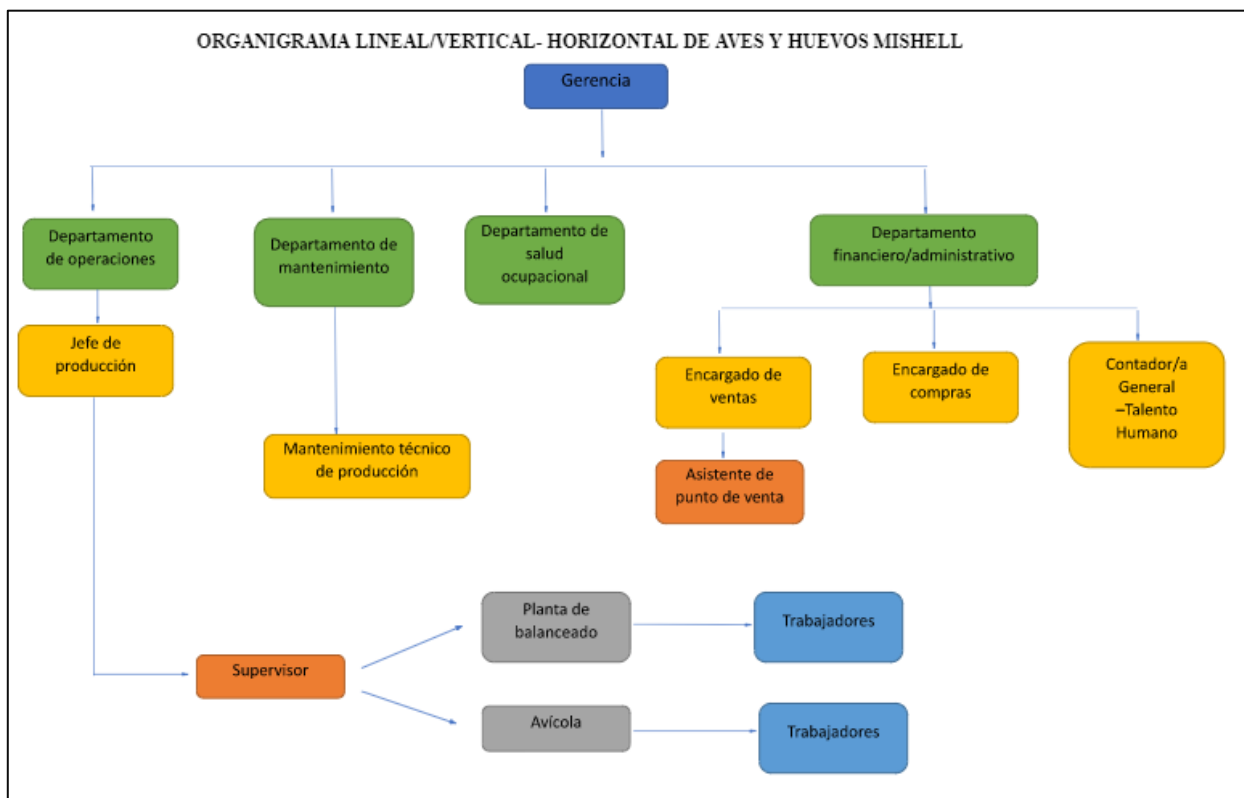 ORGANIGRAMA LINEAL/VERTICAL- HORIZONTAL DE AVES Y HUEVOS MISHELL
Gerencia
Departamento
de operaciones
Departamento de
mantenimiento
Departamento de
salud
ocupacional
Departamento
financiero/administrativo
Jefe de
producción
Mantenimiento técnico
de producción
Encargado de
ventas
Encargado de
compras
Contador/a
General
–Talento
Humano
Asistente de
punto de venta
Supervisor
Planta de
balanceado
Trabajadores
Avícola
Trabajadores